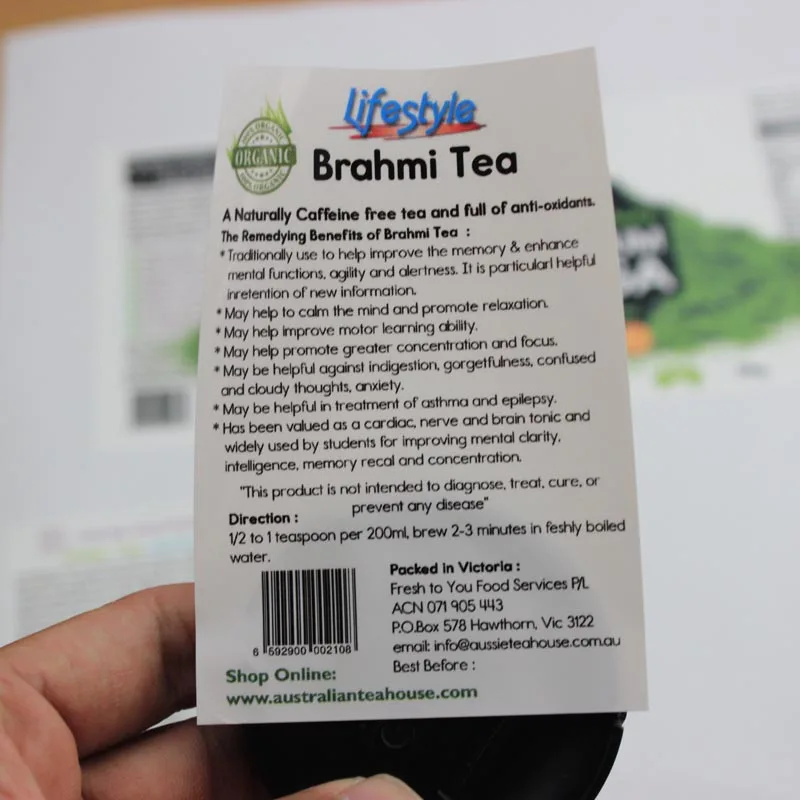 Lifestyle
100% ORGANIC
ORGANIC
100% ORGANIC
Brahmi Tea
A Naturally Caffeine free tea and full of anti-oxidants.
The Remedying Benefits of Brahmi Tea :
* Traditionally use to help improve the memory & enhance
mental functions, agility and alertness. It is particularl helpful
inretention of new information.
* May help to calm the mind and promote relaxation.
* May help improve motor learning ability.
* May help promote greater concentration and focus.
* May be helpful against indigestion, gorgetfulness, confused
and cloudy thoughts, anxiety.
* May be helpful in treatment of asthma and epilepsy.
* Has been valued as a cardiac, nerve and brain tonic and
widely used by students for improving mental clarity,
intelligence, memory recal and concentration.
"This product is not intended to diagnose, treat, cure, or
prevent any disease"
Direction :
1/2 to 1 teaspoon per 200ml, brew 2-3 minutes in feshly boiled
water.
Packed in Victoria :
Fresh to You Food Services P/L
ACN 071 905 443
P.O.Box 578 Hawthorn, Vic 3122
email: info@aussieteahouse.com.au
Best Before :
6 592900 002108
Shop Online:
www.australianteahouse.com